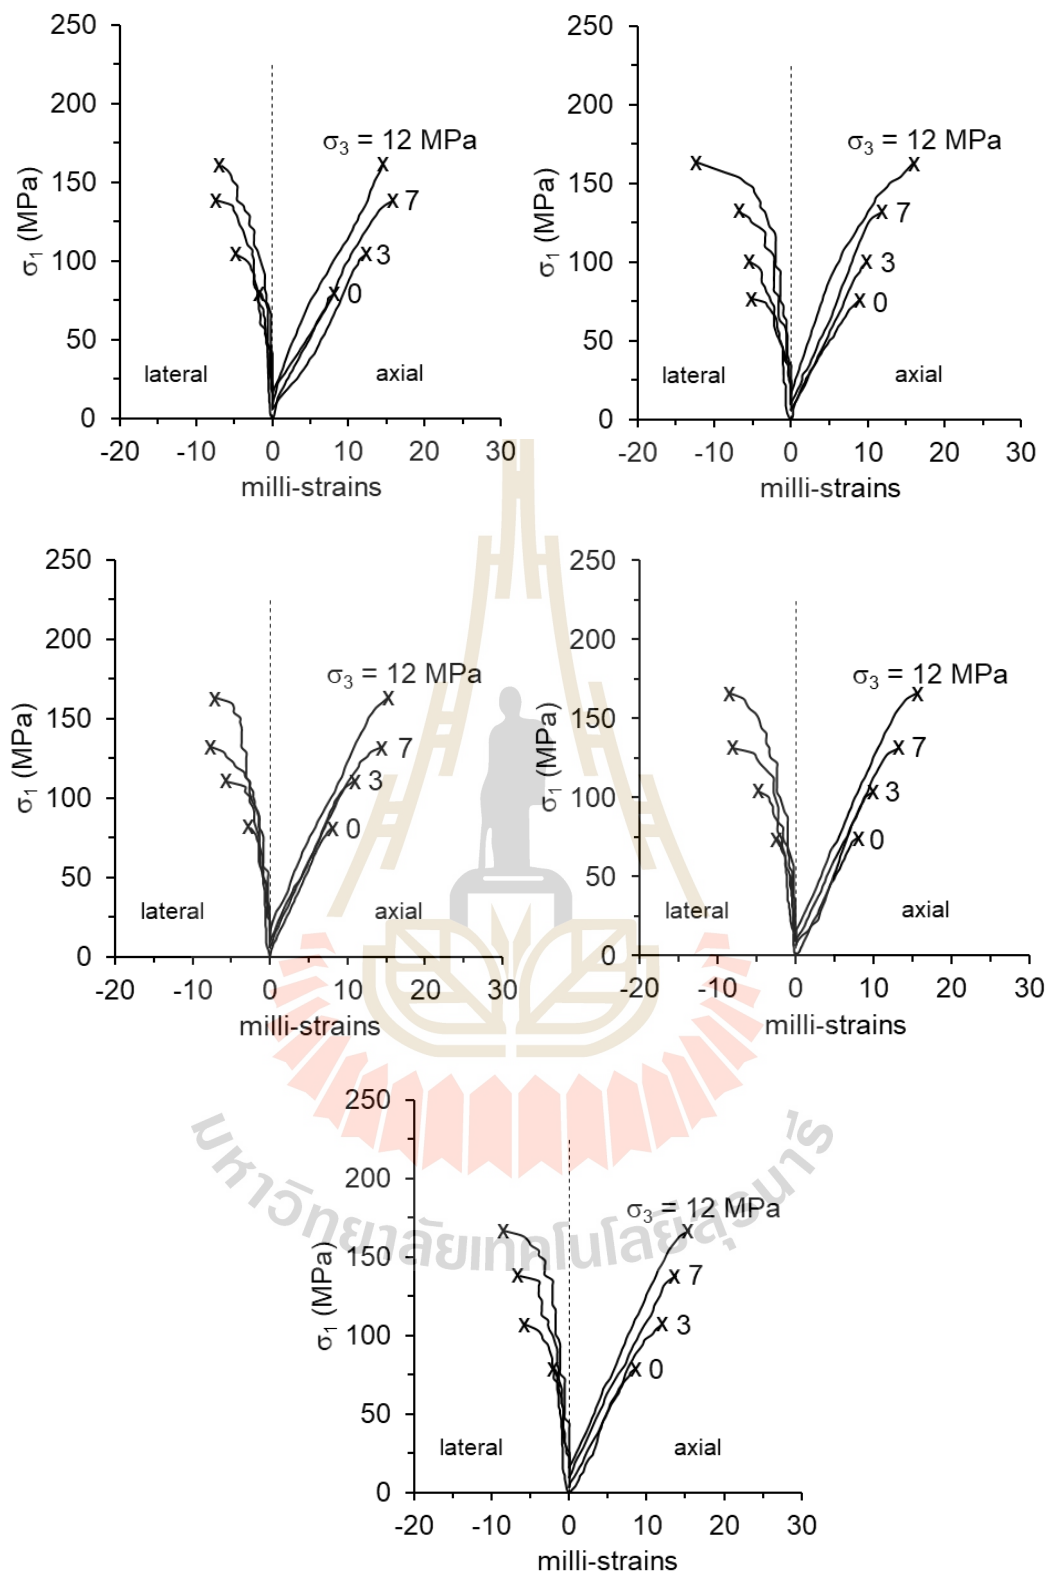 250
200
150
100
50
0
σ1 (MPa)
σ3 = 12 MPa
7
3
0
lateral
axial
-20 -10 0 10 20 30
milli-strains
250
200
150
100
50
0
σ1 (MPa)
σ3 = 12 MPa
7
3
0
lateral
axial
-20 -10 0 10 20 30
milli-strains
250
200
150
100
50
0
σ1 (MPa)
σ3 = 12 MPa
7
3
0
lateral
axial
-20 -10 0 10 20 30
milli-strains
250
200
150
100
50
0
σ1 (MPa)
σ3 = 12 MPa
7
3
0
lateral
axial
-20 -10 0 10 20 30
milli-strains
250
200
150
100
50
0
σ1 (MPa)
σ3 = 12 MPa
7
3
0
lateral
axial
-20 -10 0 10 20 30
milli-strains
มหาวิทยาลัยเทคโนโลยีสุรนารี